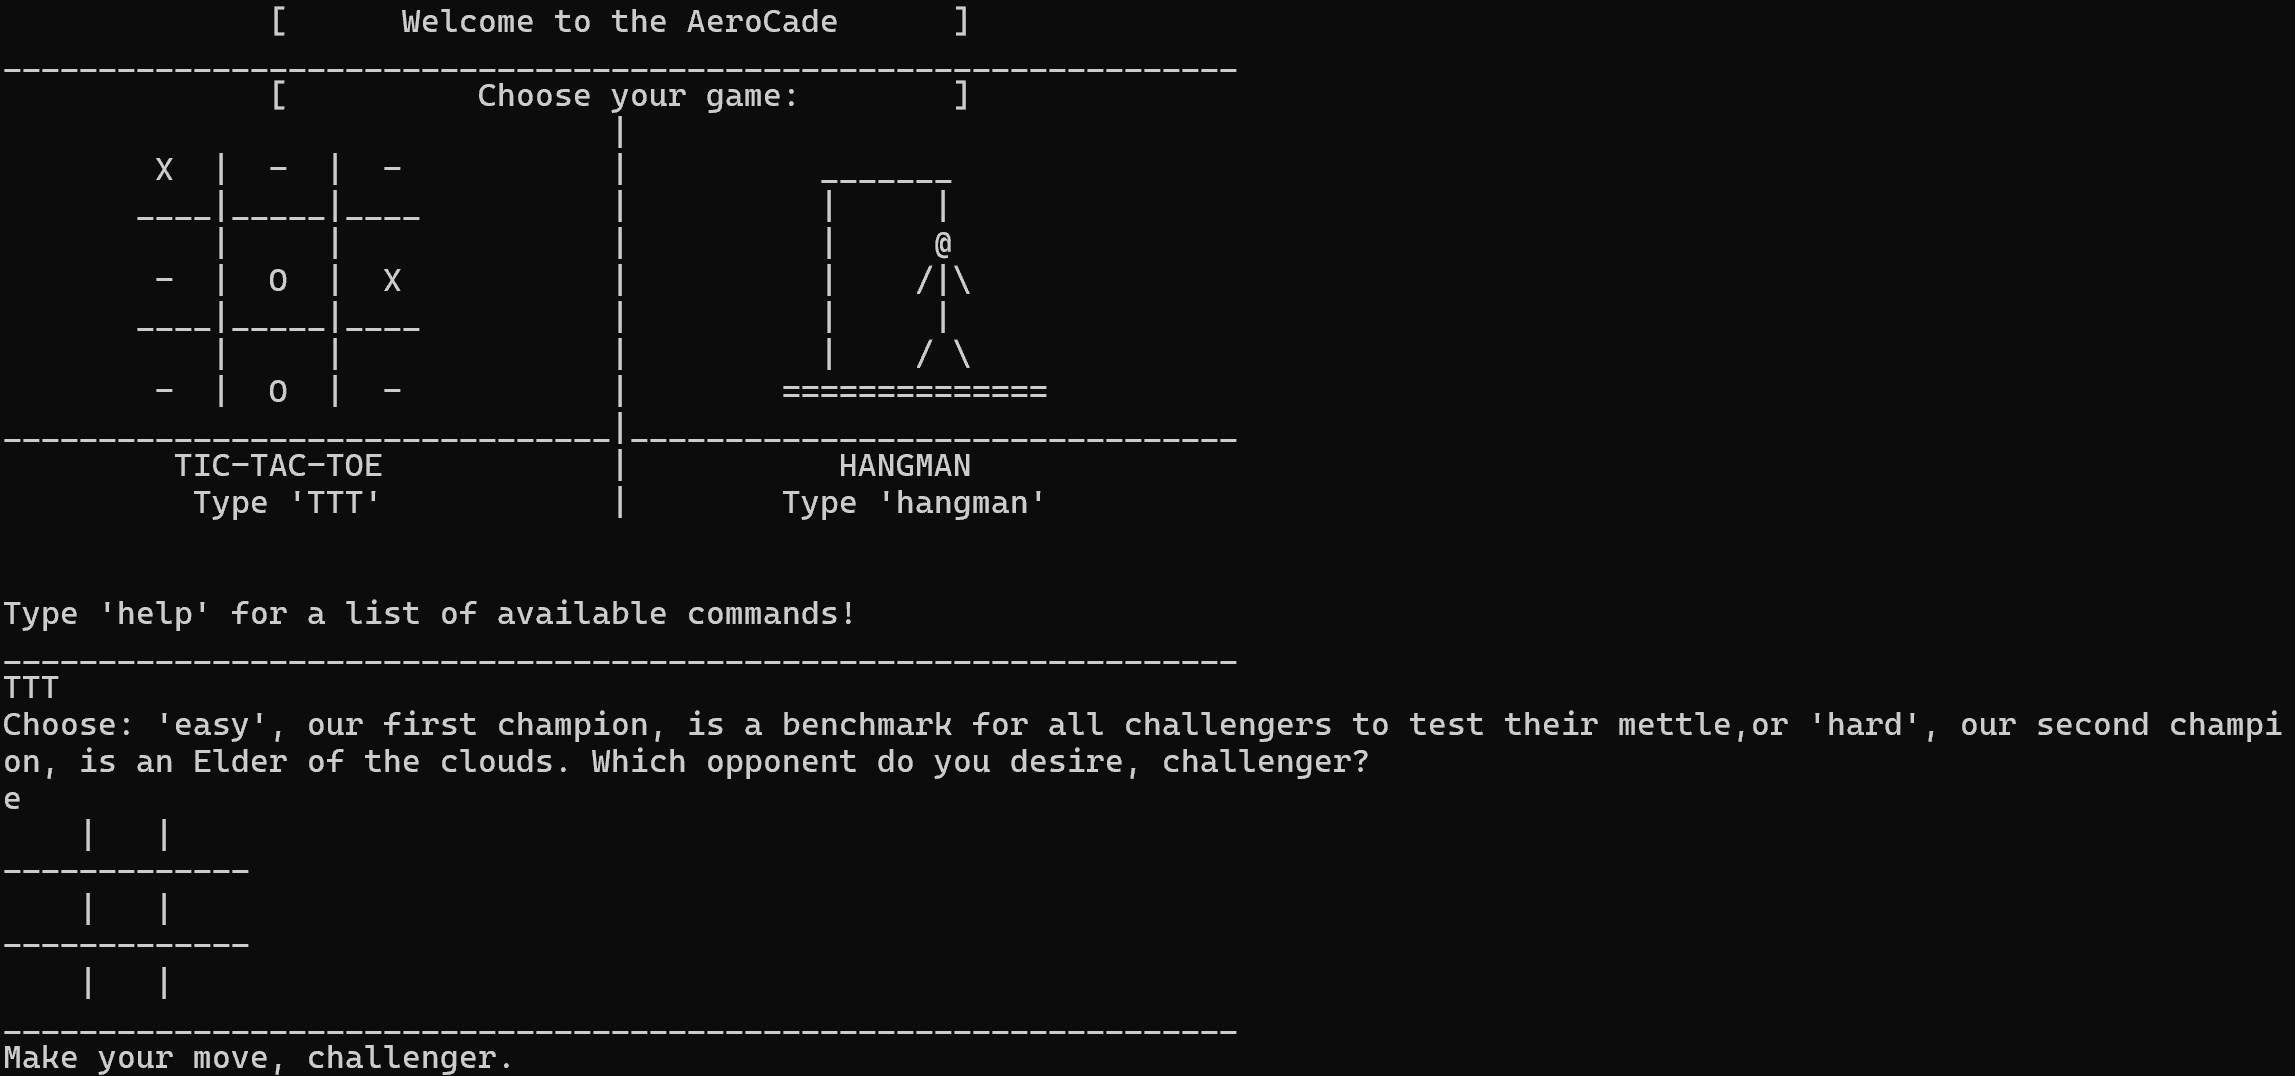 [      Welcome to the AeroCade      ]
[          Choose your game:        ]
X | - | -
- | O | X
- | O | -
@
/|\
|
/ \
==============
TIC-TAC-TOE | HANGMAN
Type 'TTT' | Type 'hangman'
Type 'help' for a list of available commands!
TTT
Choose: 'easy', our first champion, is a benchmark for all challengers to test their mettle,or 'hard', our second champi
on, is an Elder of the clouds. Which opponent do you desire, challenger?
e
Make your move, challenger.